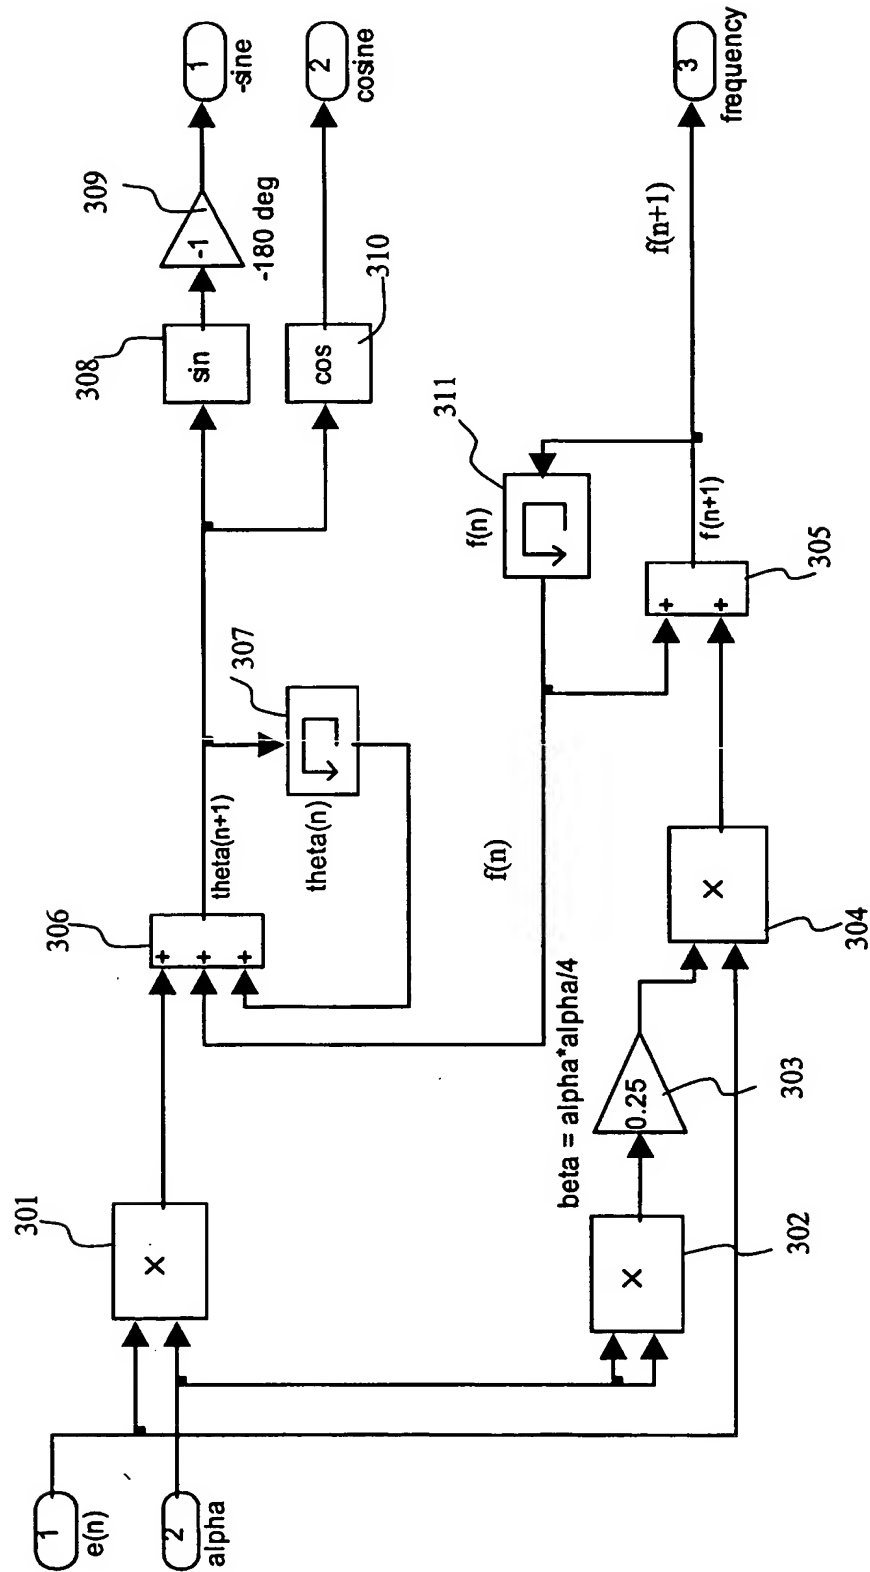 1
e(n)
2
alpha
301
X
306
+
+
+
theta(n+1)
307
theta(n)
308
sin
309
-1
-180 deg
1
-sine
cos
310
2
cosine
302
X
beta = alpha*alpha/4
0.25
303
X
304
f(n)
311
f(n)
+
+
305
f(n+1)
f(n+1)
3
frequency